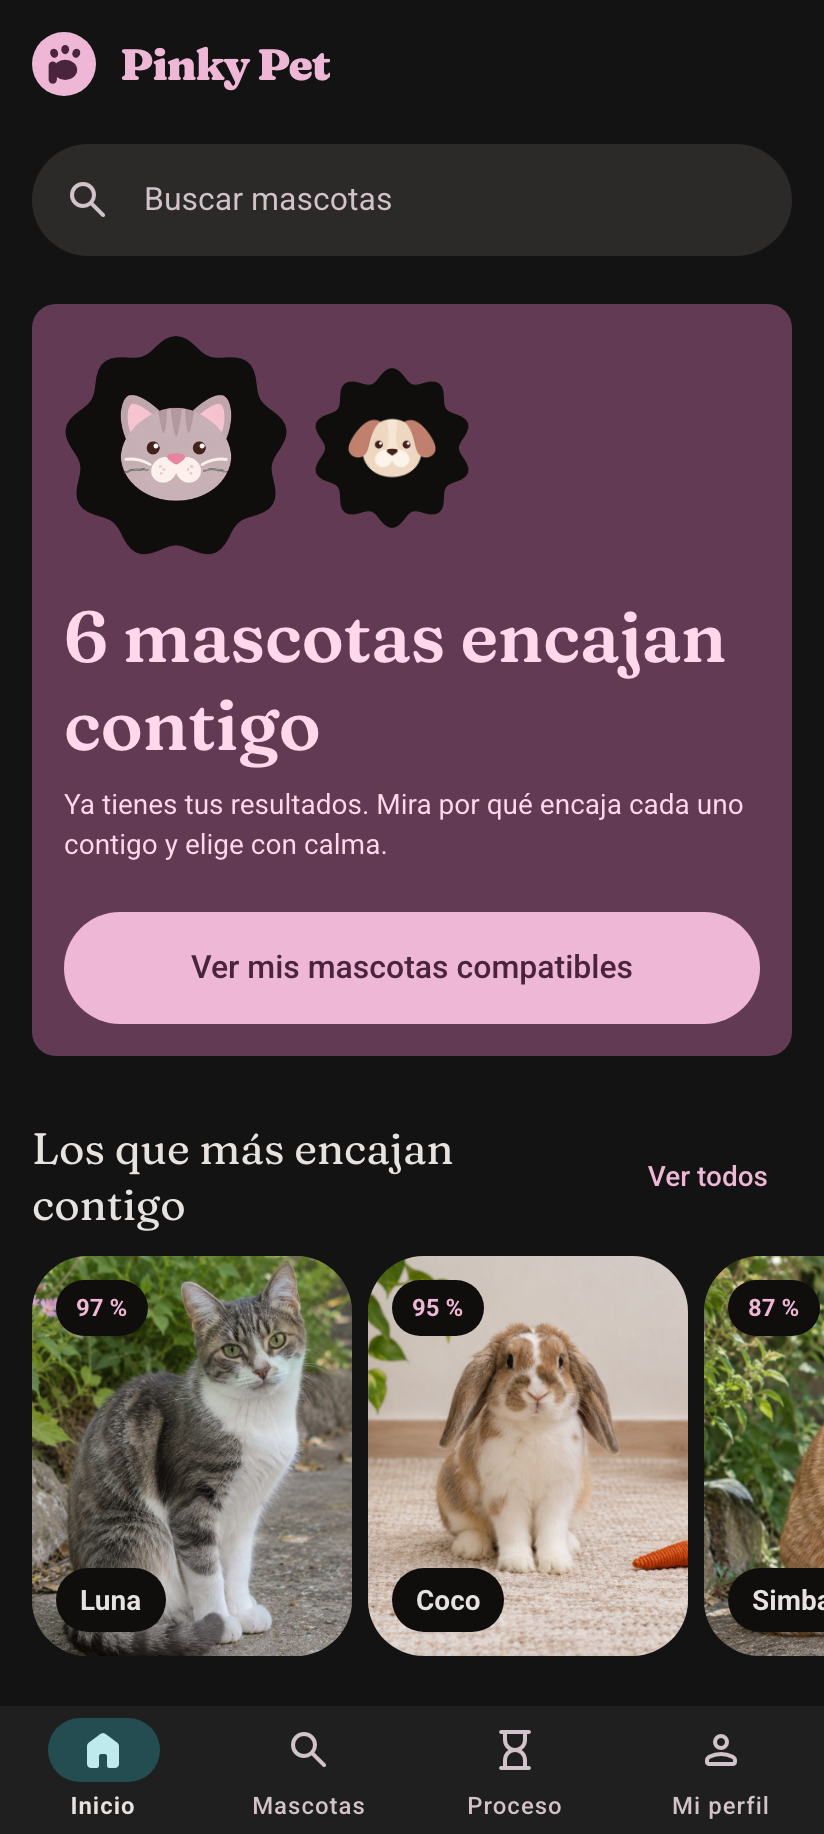 Pinky Pet
Buscar mascotas
6 mascotas encajan
contigo
Ya tienes tus resultados. Mira por qué encaja cada uno
contigo y elige con calma.
Ver mis mascotas compatibles
Los que más encajan
contigo
Ver todos
97 %
95 %
87 %
Luna
Coco
Simba
Inicio
Mascotas
Proceso
Mi perfil